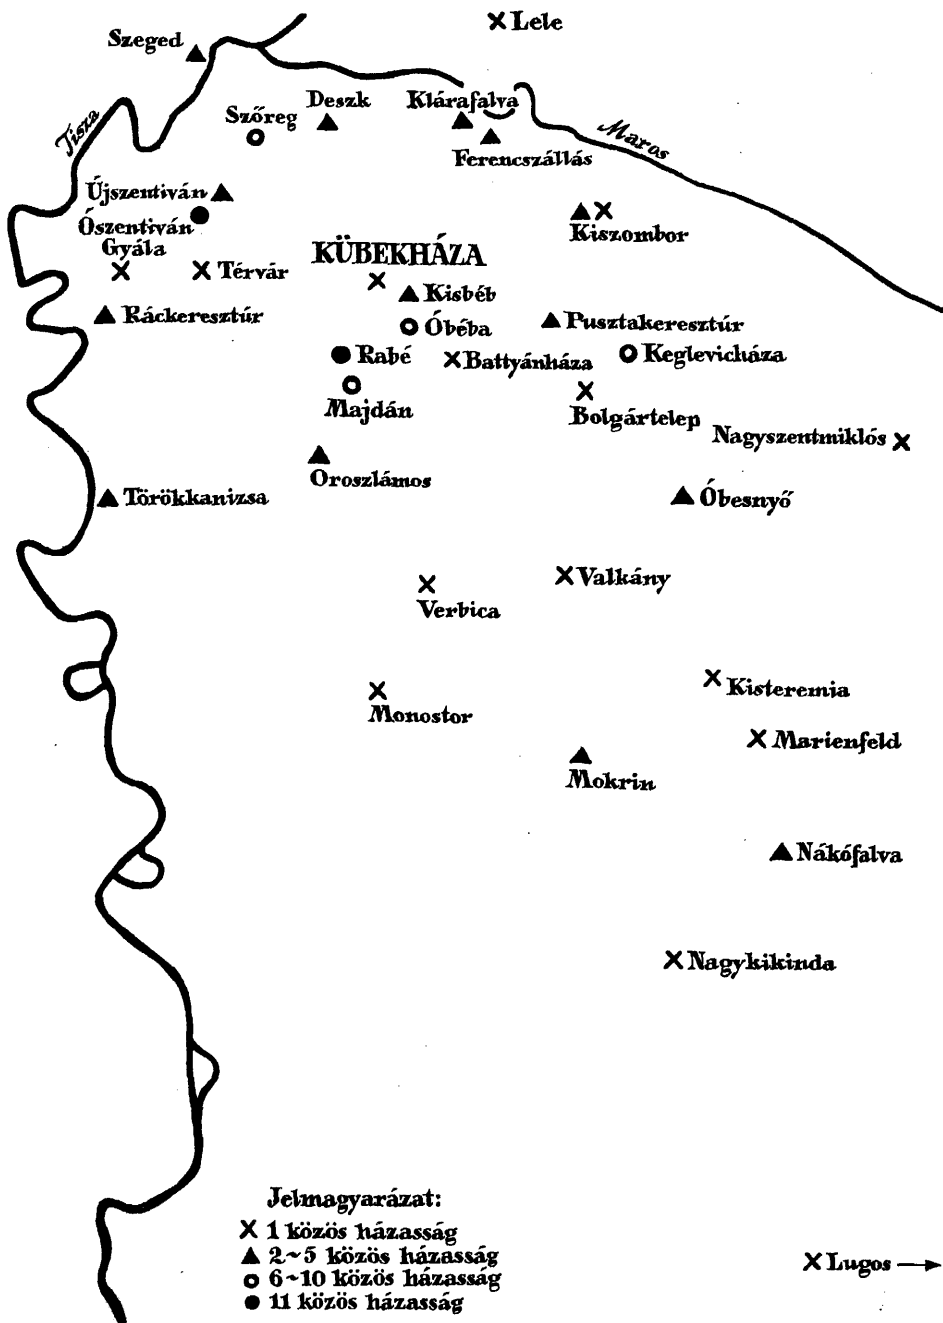 Lele
Szeged
Tisza
Deszk
Klárafalva
Szőreg
Maros
Ferencszállás
Újszentiván
Ószentiván
Kiszombor
Gyála
KÜBEKHÁZA
Térvár
Kisbéb
Ráckeresztúr
Óbéba
Pusztakeresztúr
Rabé
Battyánháza
Keglevicháza
Majdán
Bolgártelep
Nagyszentmiklós
Oroszlámos
Törökkanizsa
Óbesnyő
Valkány
Verbica
Kisteremia
Monostor
Marienfeld
Mokrin
Nákófalva
Nagykikinda
Jelmagyarázat:
1 közös házasság
2~5 közös házasság
6~10 közös házasság
11 közös házasság
Lugos